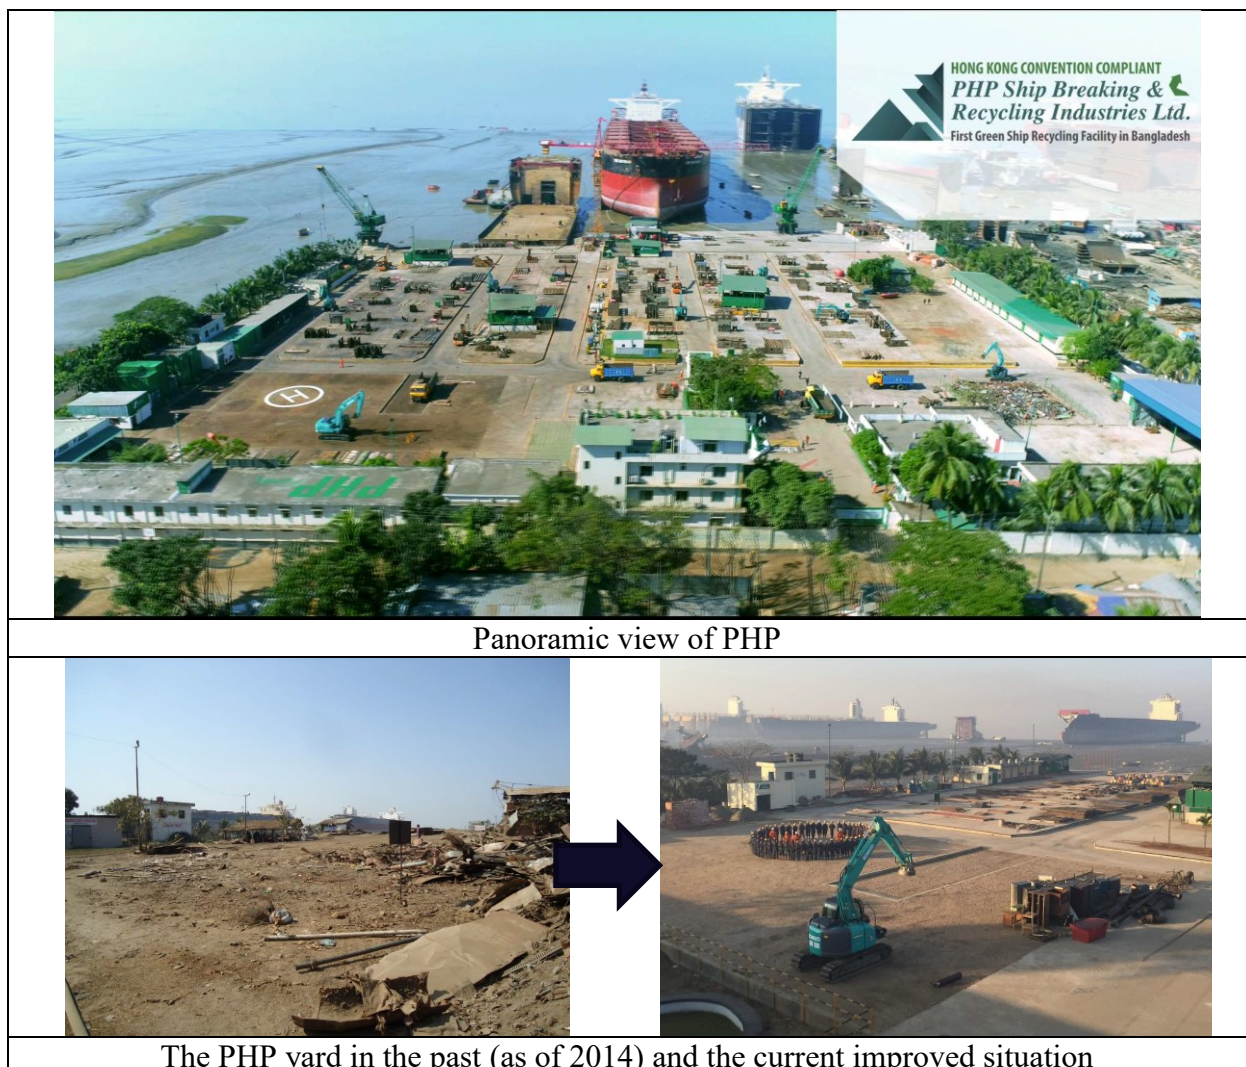 HONG KONG CONVENTION COMPLIANT
PHP Ship Breaking &
Recycling Industries Ltd.
First Green Ship Recycling Facility in Bangladesh
H
PHP
Panoramic view of PHP
The PHP yard in the past (as of 2014) and the current improved situation